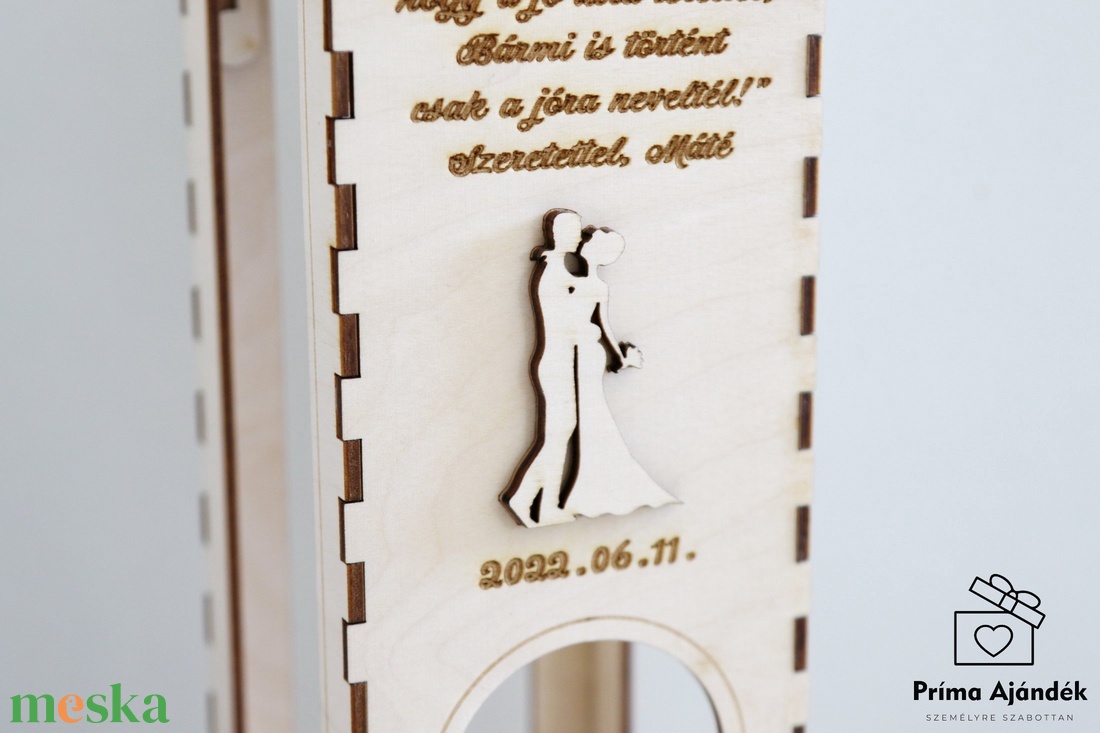 Bármi is történt
csak a jóra neveltél!"
Szeretettel, Máté
2022.06.11.
meska
Príma Ajándék
SZEMÉLYRE SZABOTTAN